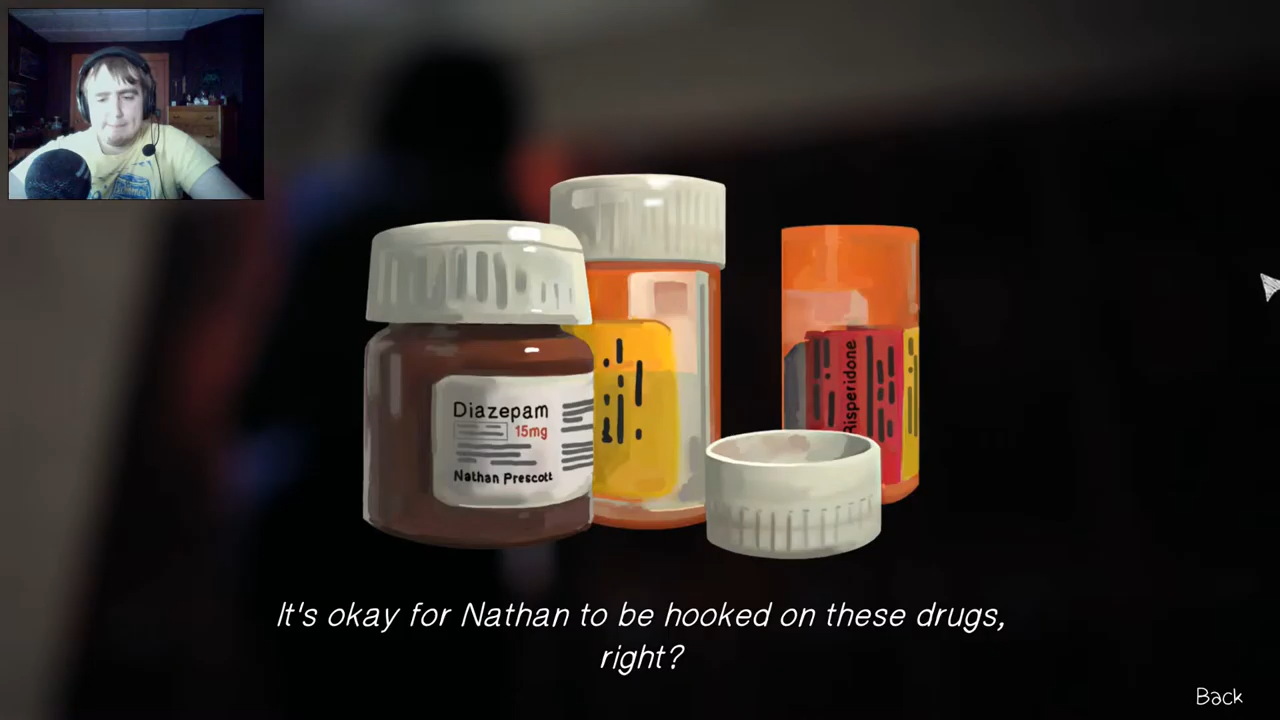 Diazepam
15mg
Nathan Prescott
Risperidone
It's okay for Nathan to be hooked on these drugs,
right?
Back